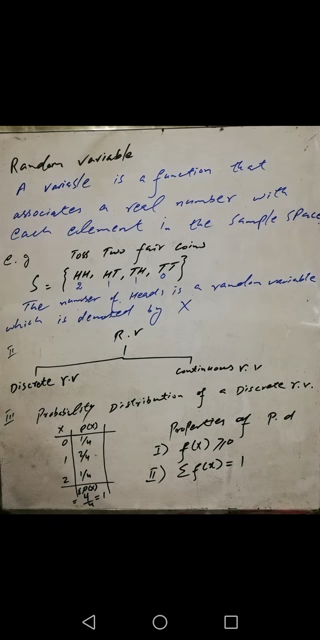 Random variable
A variable is a function that
associates a real number with
each element in the sample space
e.g Toss Two fair coins
S = {HH, HT, TH, TT}
2 1 1 0
The number of Heads is a random variable
which is denoted by X
II R.V
Discrete r.v Continuous r.v
III Probability Distribution of a Discrete r.v.
X P(x)
0 1/4
1 2/4
2 1/4
ΣP(x)
= 4/4 = 1
Properties of P.d
I) f(x) ≥ 0
II) Σf(x) = 1